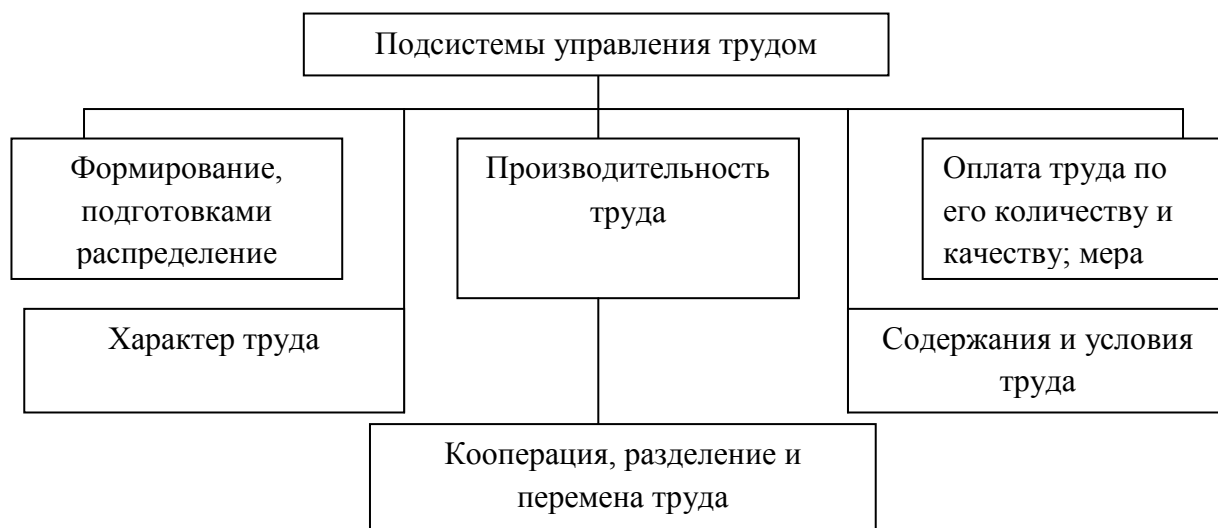 Подсистемы управления трудом
Формирование,
подготовками
распределение
Производительность
труда
Оплата труда по
его количеству и
качеству; мера
Характер труда
Содержания и условия
труда
Кооперация, разделение и
перемена труда